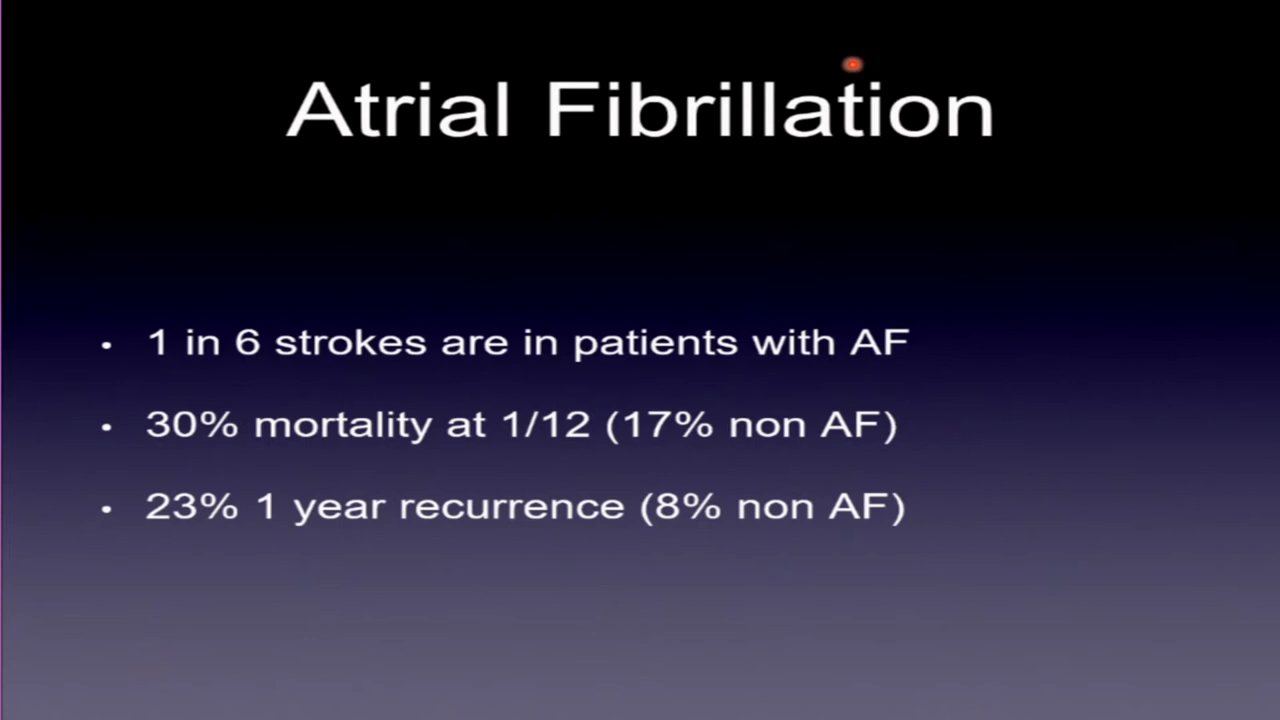 Atrial Fibrillation
• 1 in 6 strokes are in patients with AF
• 30% mortality at 1/12 (17% non AF)
• 23% 1 year recurrence (8% non AF)